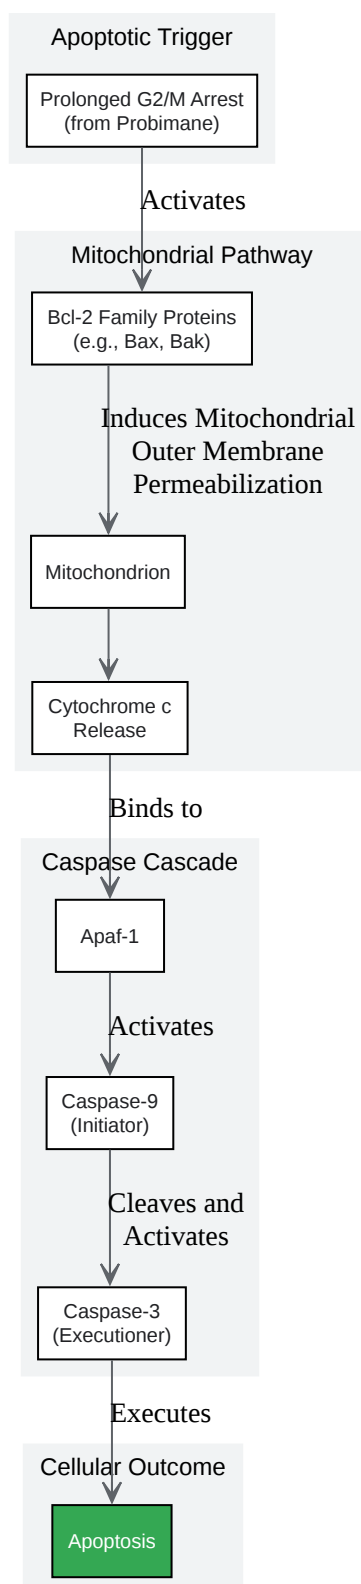 Apoptotic Trigger
Prolonged G2/M Arrest
(from Probimane)
Activates
Mitochondrial Pathway
Bcl-2 Family Proteins
(e.g., Bax, Bak)
Induces Mitochondrial
Outer Membrane
Permeabilization
Mitochondrion
Cytochrome c
Release
Binds to
Caspase Cascade
Apaf-1
Activates
Caspase-9
(Initiator)
Cleaves and
Activates
Caspase-3
(Executioner)
Executes
Cellular Outcome
Apoptosis